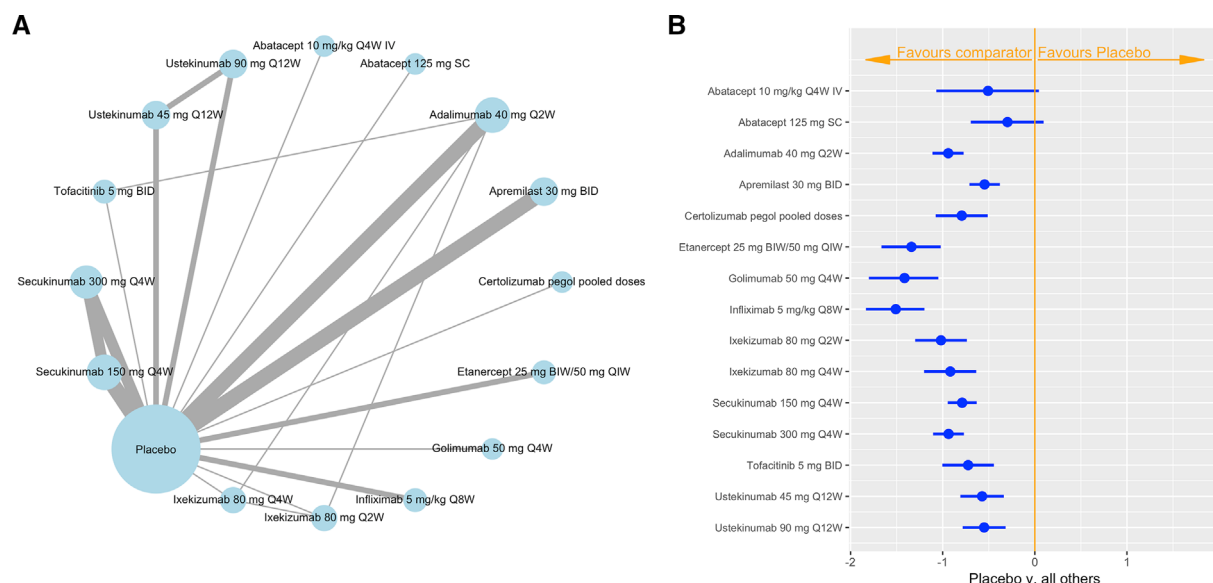 A
Abatacept 10 mg/kg Q4W IV
Ustekinumab 90 mg Q12W
Abatacept 125 mg SC
Ustekinumab 45 mg Q12W
Adalimumab 40 mg Q2W
Tofacitinib 5 mg BID
Apremilast 30 mg BID
Secukinumab 300 mg Q4W
Certolizumab pegol pooled doses
Secukinumab 150 mg Q4W
Etanercept 25 mg BIW/50 mg QIW
Placebo
Golimumab 50 mg Q4W
Ixekizumab 80 mg Q4W
Infliximab 5 mg/kg Q8W
Ixekizumab 80 mg Q2W
B
Favours comparator Favours Placebo
Abatacept 10 mg/kg Q4W IV
Abatacept 125 mg SC
Adalimumab 40 mg Q2W
Apremilast 30 mg BID
Certolizumab pegol pooled doses
Etanercept 25 mg BIW/50 mg QIW
Golimumab 50 mg Q4W
Infliximab 5 mg/kg Q8W
Ixekizumab 80 mg Q2W
Ixekizumab 80 mg Q4W
Secukinumab 150 mg Q4W
Secukinumab 300 mg Q4W
Tofacitinib 5 mg BID
Ustekinumab 45 mg Q12W
Ustekinumab 90 mg Q12W
-2 -1 0 1
Placebo v. all others